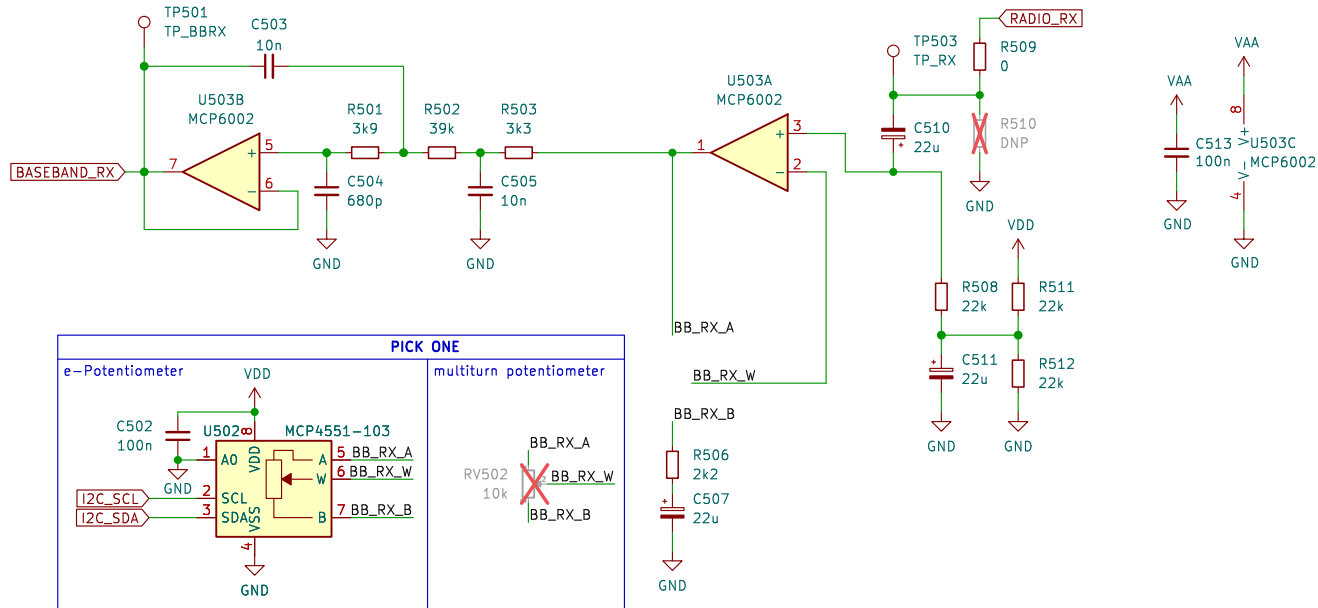 TP501
TP_BBRX
C503
10n
U503B
MCP6002
R501
3k9
R502
39k
R503
3k3
5
6
7
+
−
BASEBAND_RX
C504
680p
C505
10n
GND
GND
U503A
MCP6002
1
3
2
+
−
TP503
TP_RX
RADIO_RX
R509
0
C510
22u
+
R510
DNP
GND
VDD
R508
22k
R511
22k
+
C511
22u
R512
22k
GND
GND
VAA
C513
100n
GND
VAA
8
V+
U503C
MCP6002
V−
4
GND
BB_RX_A
BB_RX_W
BB_RX_B
R506
2k2
+
C507
22u
GND
PICK ONE
e-Potentiometer
multiturn potentiometer
VDD
C502
100n
U502
MCP4551-103
8
VDD
1
A0
GND
I2C_SCL
2
SCL
I2C_SDA
3
SDA
VSS
4
GND
A
5
BB_RX_A
W
6
BB_RX_W
B
7
BB_RX_B
BB_RX_A
RV502
10k
BB_RX_W
BB_RX_B